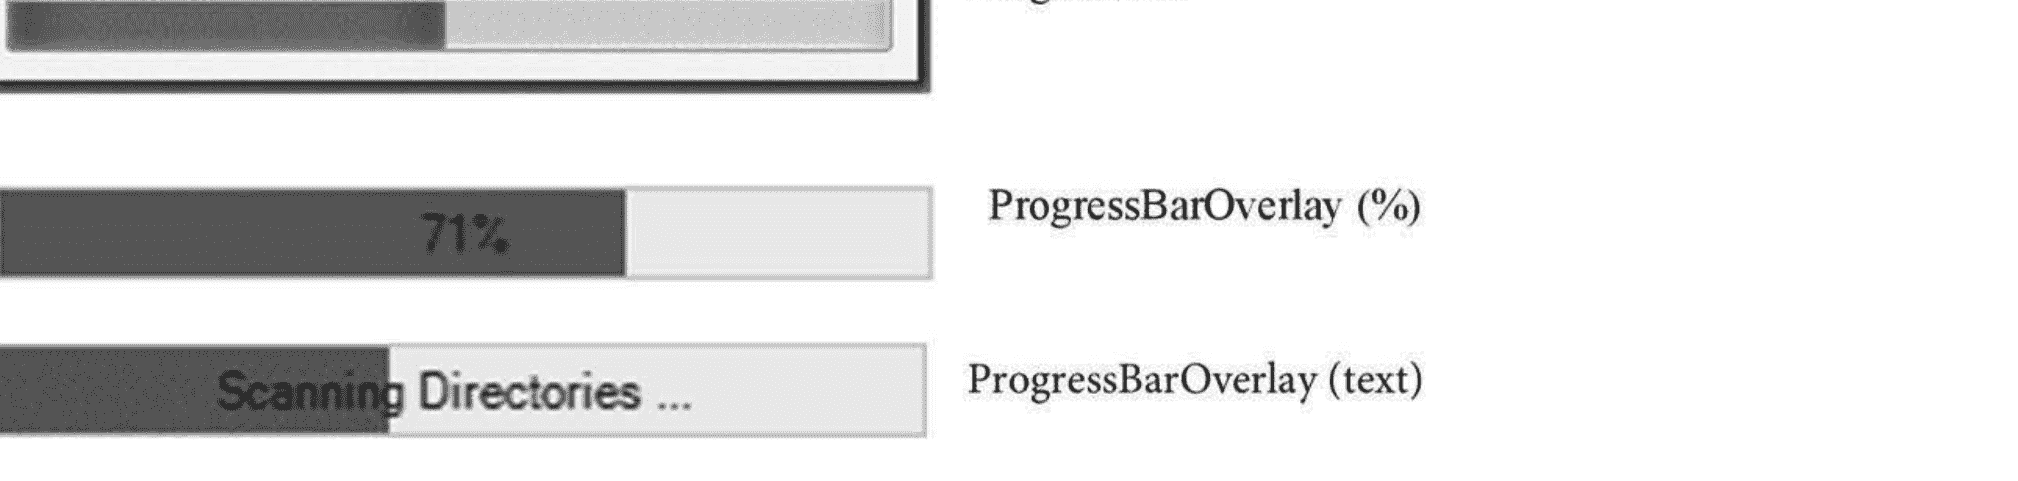 71%
ProgressBarOverlay (%)
Scanning Directories ...
ProgressBarOverlay (text)